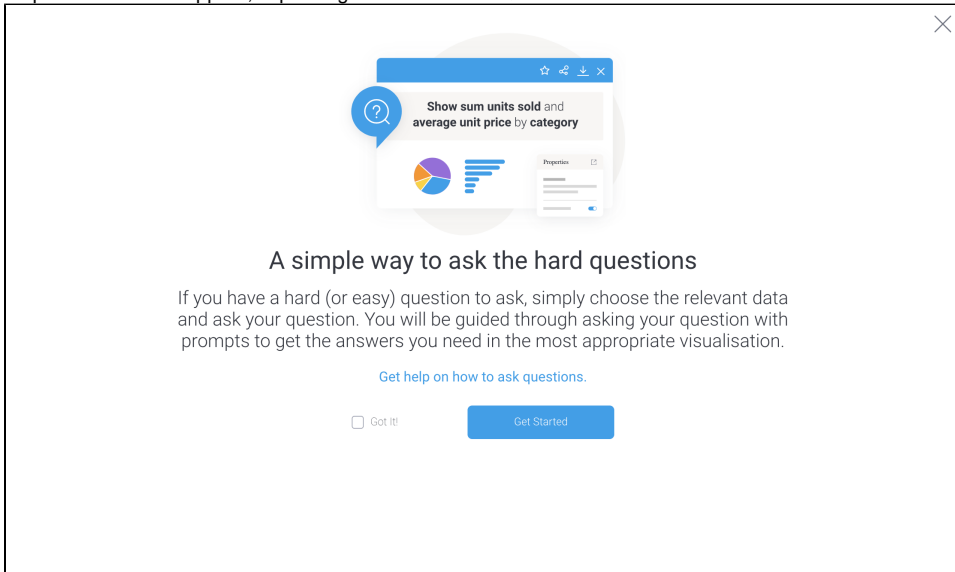 Show sum units sold and
average unit price by category
Properties
A simple way to ask the hard questions
If you have a hard (or easy) question to ask, simply choose the relevant data
and ask your question. You will be guided through asking your question with
prompts to get the answers you need in the most appropriate visualisation.
Get help on how to ask questions.
Got It!
Get Started